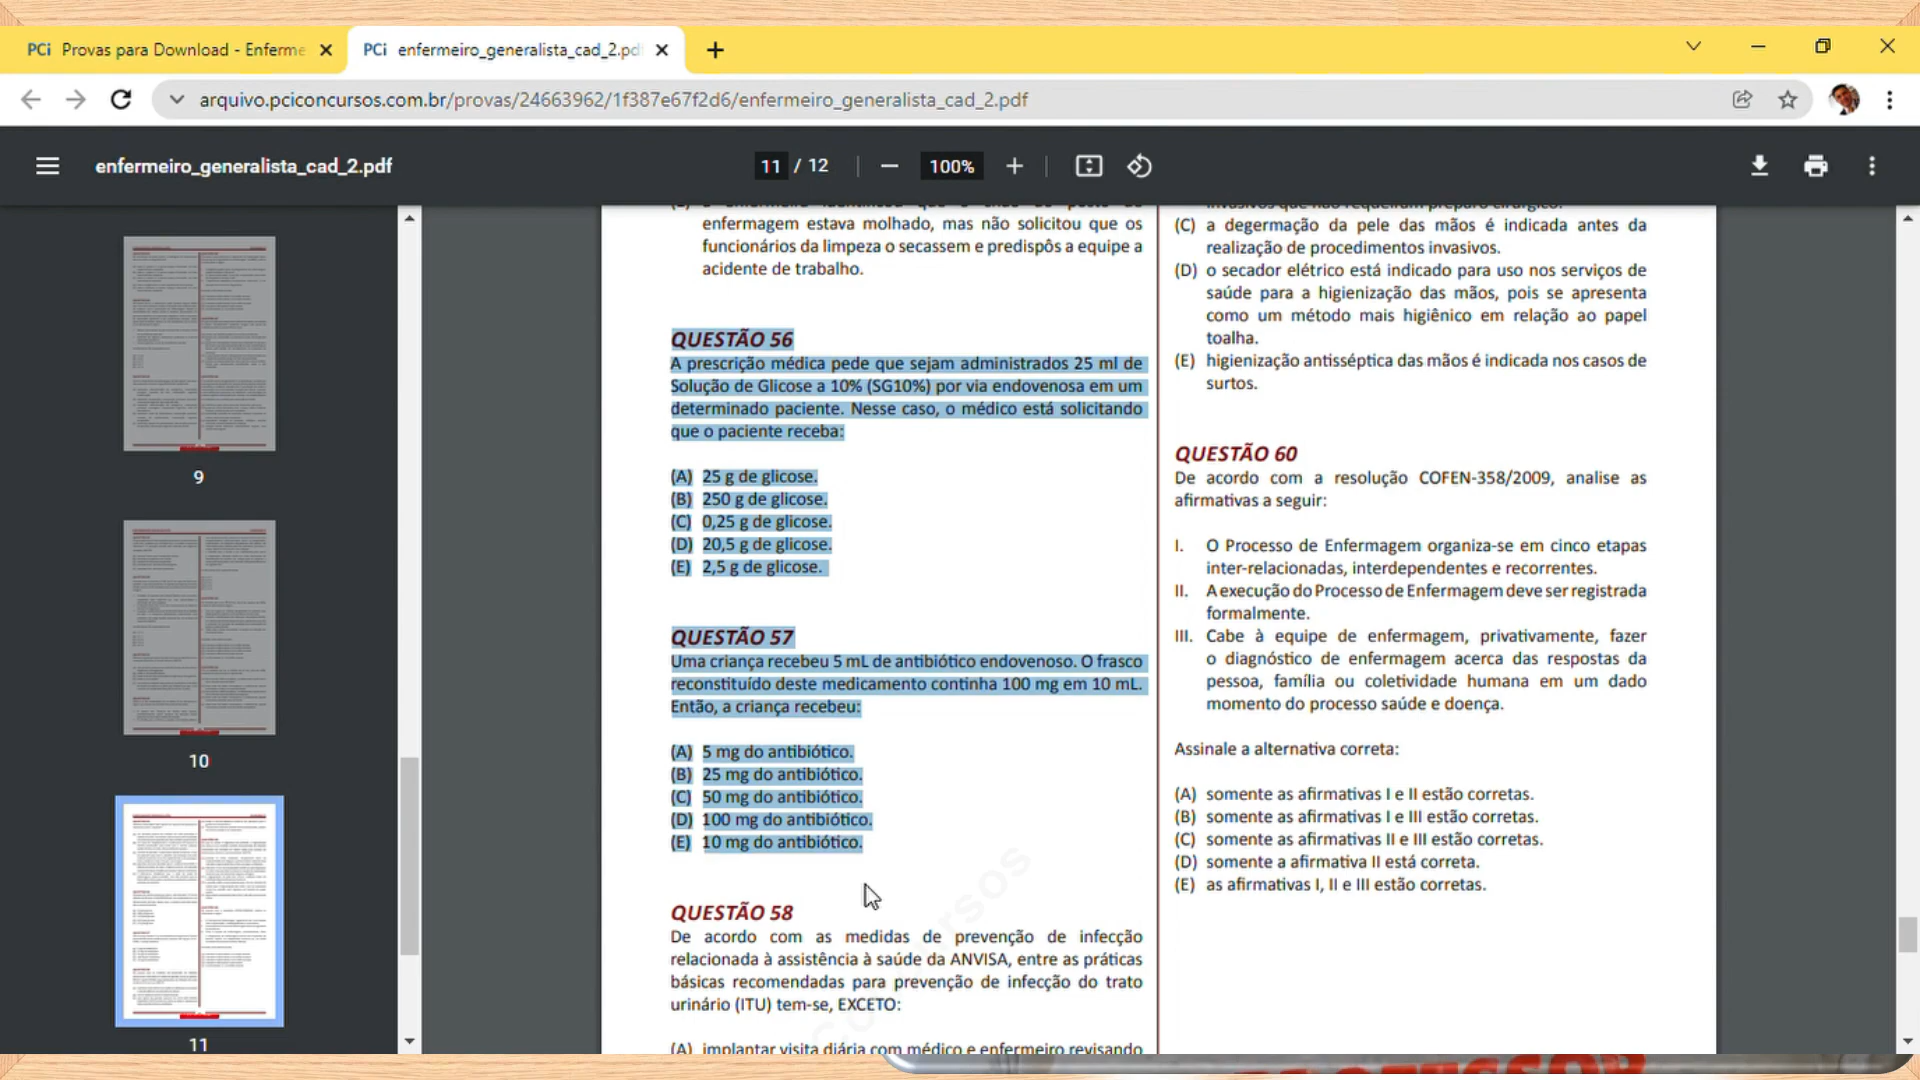 PCi Provas para Download - Enferme
PCi enfermeiro_generalista_cad_2.pd
arquivo.pciconcursos.com.br/provas/24663962/1f387e67f2d6/enfermeiro_generalista_cad_2.pdf
enfermeiro_generalista_cad_2.pdf
11 / 12
100%
9
10
11
enfermagem estava molhado, mas não solicitou que os
funcionários da limpeza o secassem e predispôs a equipe a
acidente de trabalho.
QUESTÃO 56
A prescrição médica pede que sejam administrados 25 ml de
Solução de Glicose a 10% (SG10%) por via endovenosa em um
determinado paciente. Nesse caso, o médico está solicitando
que o paciente receba:
(A) 25 g de glicose.
(B) 250 g de glicose.
(C) 0,25 g de glicose.
(D) 20,5 g de glicose.
(E) 2,5 g de glicose.
QUESTÃO 57
Uma criança recebeu 5 mL de antibiótico endovenoso. O frasco
reconstituído deste medicamento continha 100 mg em 10 mL.
Então, a criança recebeu:
(A) 5 mg do antibiótico.
(B) 25 mg do antibiótico.
(C) 50 mg do antibiótico.
(D) 100 mg do antibiótico.
(E) 10 mg do antibiótico.
QUESTÃO 58
De acordo com as medidas de prevenção de infecção
relacionada à assistência à saúde da ANVISA, entre as práticas
básicas recomendadas para prevenção de infecção do trato
urinário (ITU) tem-se, EXCETO:
(A) implantar visita diária com médico e enfermeiro revisando
invasivos que não requeiram preparo cirúrgico.
(C) a degermação da pele das mãos é indicada antes da
realização de procedimentos invasivos.
(D) o secador elétrico está indicado para uso nos serviços de
saúde para a higienização das mãos, pois se apresenta
como um método mais higiênico em relação ao papel
toalha.
(E) higienização antisséptica das mãos é indicada nos casos de
surtos.
QUESTÃO 60
De acordo com a resolução COFEN-358/2009, analise as
afirmativas a seguir:
I. O Processo de Enfermagem organiza-se em cinco etapas
inter-relacionadas, interdependentes e recorrentes.
II. A execução do Processo de Enfermagem deve ser registrada
formalmente.
III. Cabe à equipe de enfermagem, privativamente, fazer
o diagnóstico de enfermagem acerca das respostas da
pessoa, família ou coletividade humana em um dado
momento do processo saúde e doença.
Assinale a alternativa correta:
(A) somente as afirmativas I e II estão corretas.
(B) somente as afirmativas I e III estão corretas.
(C) somente as afirmativas II e III estão corretas.
(D) somente a afirmativa II está correta.
(E) as afirmativas I, II e III estão corretas.